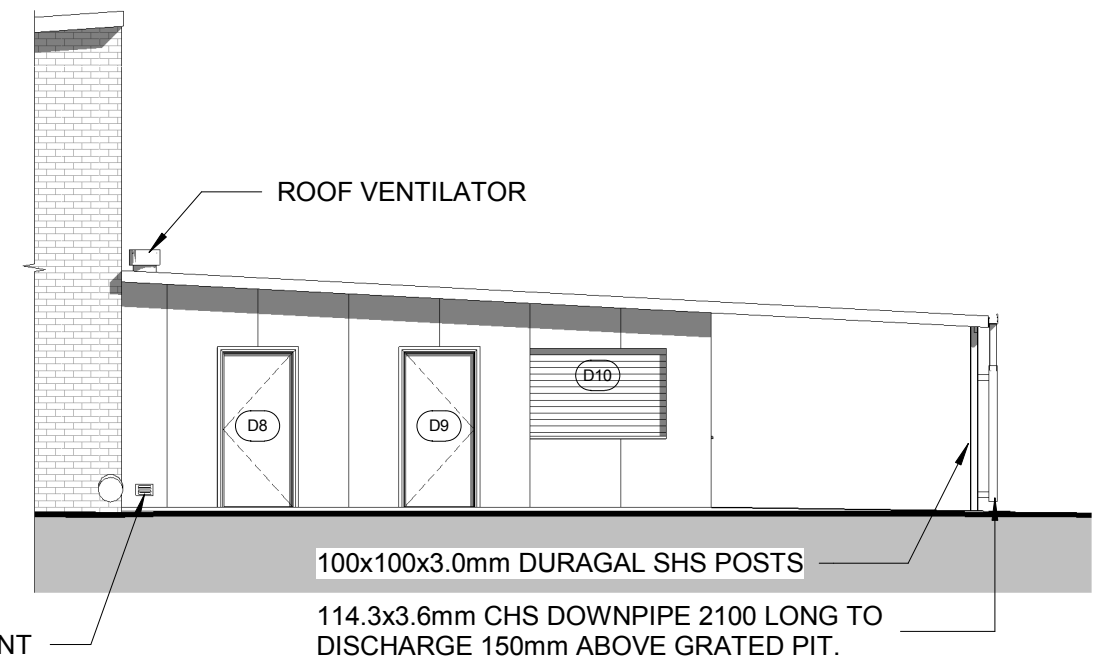 ROOF VENTILATOR
D10
D8
D9
100x100x3.0mm DURAGAL SHS POSTS
114.3x3.6mm CHS DOWNPIPE 2100 LONG TO
DISCHARGE 150mm ABOVE GRATED PIT.